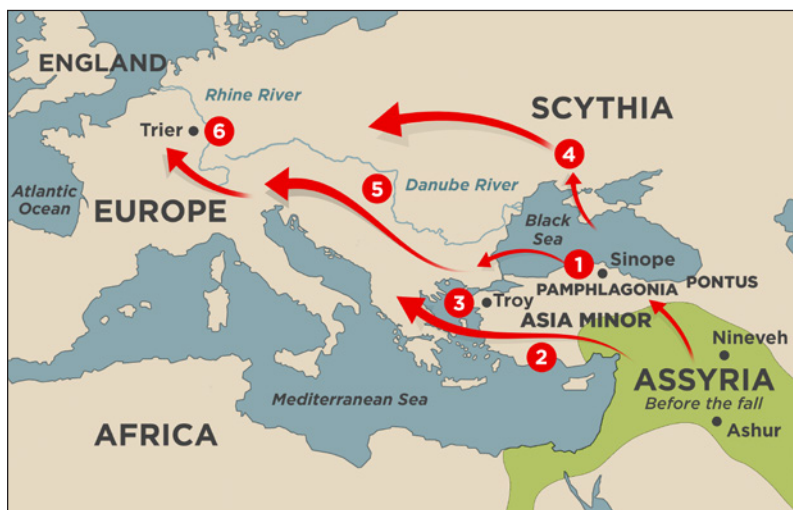 ENGLAND
Rhine River
SCYTHIA
Trier
6
4
Atlantic
Ocean
EUROPE
5
Danube River
Black
Sea
1
Sinope
PAMPHLAGONIA
PONTUS
3
Troy
ASIA MINOR
2
Nineveh
ASSYRIA
Before the fall
Mediterranean Sea
AFRICA
Ashur